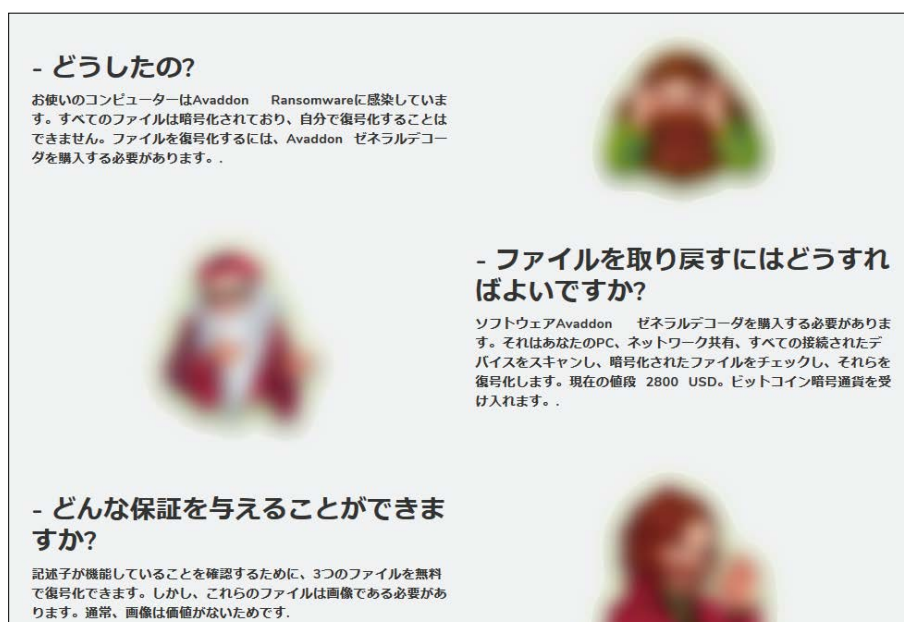 - どうしたの?
お使いのコンピューターはAvaddon Ransomwareに感染していま
す。すべてのファイルは暗号化されており、自分で復号化することは
できません。ファイルを復号化するには、Avaddon ゼネラルデコー
ダを購入する必要があります。.
- ファイルを取り戻すにはどうすれ
ばよいですか?
ソフトウェアAvaddon ゼネラルデコーダを購入する必要がありま
す。それはあなたのPC、ネットワーク共有、すべての接続されたデ
バイスをスキャンし、暗号化されたファイルをチェックし、それらを
復号化します。現在の値段 2800 USD。ビットコイン暗号通貨を受
け入れます。.
- どんな保証を与えることができま
すか?
記述子が機能していることを確認するために、3つのファイルを無料
で復号化できます。しかし、これらのファイルは画像である必要があ
ります。通常、画像は価値がないためです.